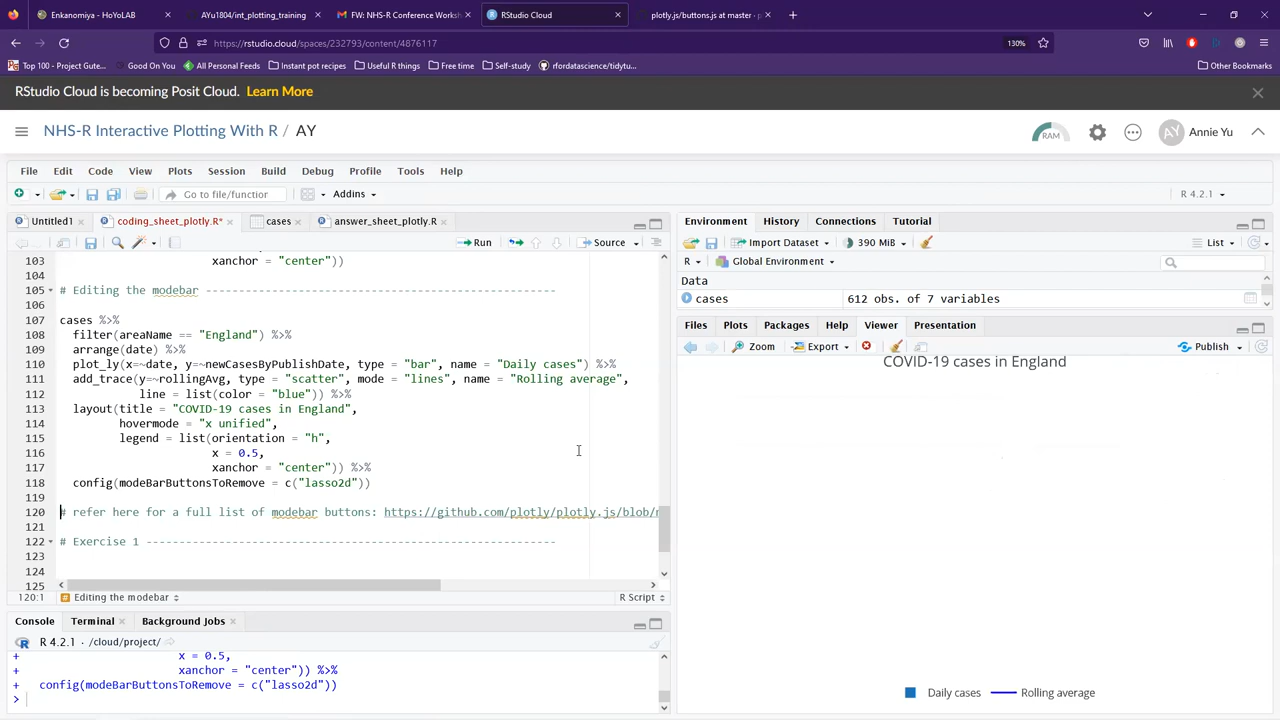 Enkanomiya - HoYoLAB
AYu1804/int_plotting_training
FW: NHS-R Conference Worksho
RStudio Cloud
plotly.js/buttons.js at master · p
https://rstudio.cloud/spaces/232793/content/4876117
130%
Top 100 - Project Gute...
Good On You
All Personal Feeds
Instant pot recipes
Useful R things
Free time
Self-study
rfordatascience/tidytu...
Other Bookmarks
RStudio Cloud is becoming Posit Cloud. Learn More
NHS-R Interactive Plotting With R / AY
RAM
AY
Annie Yu
File Edit Code View Plots Session Build Debug Profile Tools Help
Go to file/function
Addins
R 4.2.1
Untitled1
coding_sheet_plotly.R*
cases
answer_sheet_plotly.R
Run
Source
103 xanchor = "center"))
104
105 # Editing the modebar --------------------------------------------------------
106
107 cases %>%
108 filter(areaName == "England") %>%
109 arrange(date) %>%
110 plot_ly(x=~date, y=~newCasesByPublishDate, type = "bar", name = "Daily cases") %>%
111 add_trace(y=~rollingAvg, type = "scatter", mode = "lines", name = "Rolling average",
112 line = list(color = "blue")) %>%
113 layout(title = "COVID-19 cases in England",
114 hovermode = "x unified",
115 legend = list(orientation = "h",
116 x = 0.5,
117 xanchor = "center")) %>%
118 config(modeBarButtonsToRemove = c("lasso2d"))
119
120 # refer here for a full list of modebar buttons: https://github.com/plotly/plotly.js/blob/
121
122 # Exercise 1 -----------------------------------------------------------------
123
124
125
120:1 # Editing the modebar
R Script
Console Terminal Background Jobs
R 4.2.1 · /cloud/project/
+ x = 0.5,
+ xanchor = "center")) %>%
+ config(modeBarButtonsToRemove = c("lasso2d"))
>
Environment History Connections Tutorial
Import Dataset
390 MiB
List
R Global Environment
Data
cases 612 obs. of 7 variables
Files Plots Packages Help Viewer Presentation
Zoom Export
Publish
COVID-19 cases in England
Daily cases Rolling average